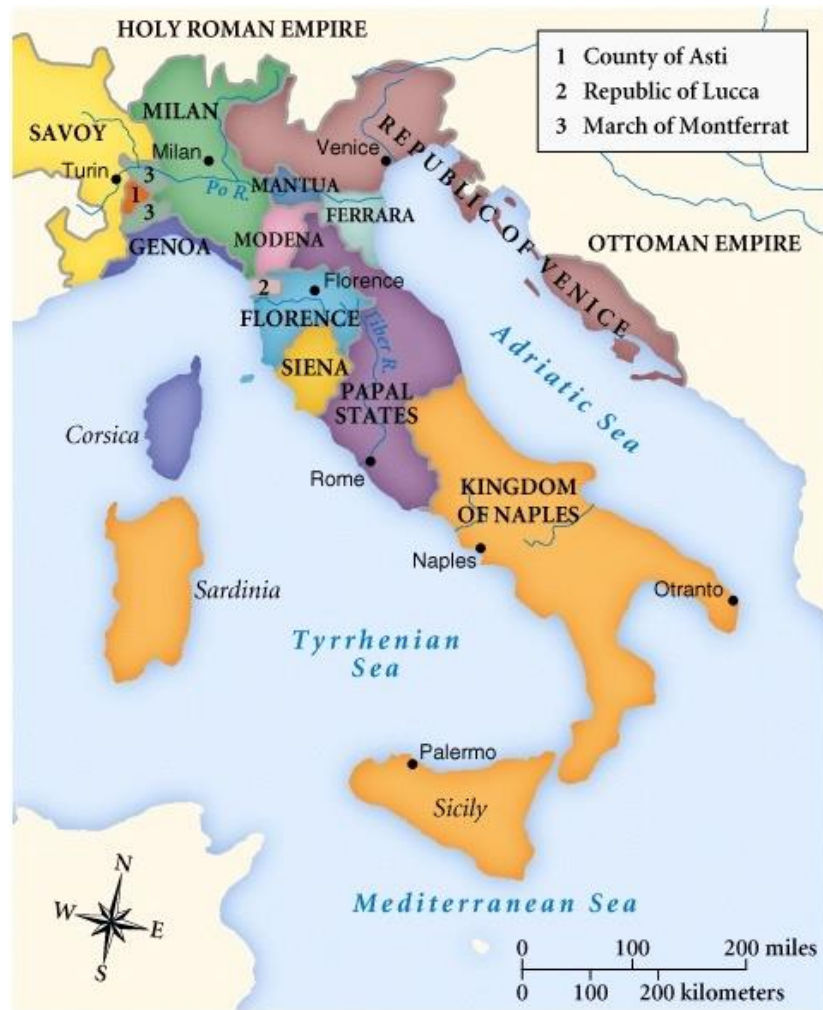 HOLY ROMAN EMPIRE
1 County of Asti
2 Republic of Lucca
3 March of Montferrat
SAVOY
MILAN
Milan
Turin
3
1
3
Po R.
MANTUA
Venice
REPUBLIC OF VENICE
GENOA
MODENA
FERRARA
OTTOMAN EMPIRE
2
Florence
FLORENCE
Tiber R.
SIENA
PAPAL
STATES
Adriatic Sea
Corsica
Rome
KINGDOM
OF NAPLES
Naples
Otranto
Sardinia
Tyrrhenian
Sea
Palermo
Sicily
Mediterranean Sea
N
W
E
S
0 100 200 miles
0 100 200 kilometers